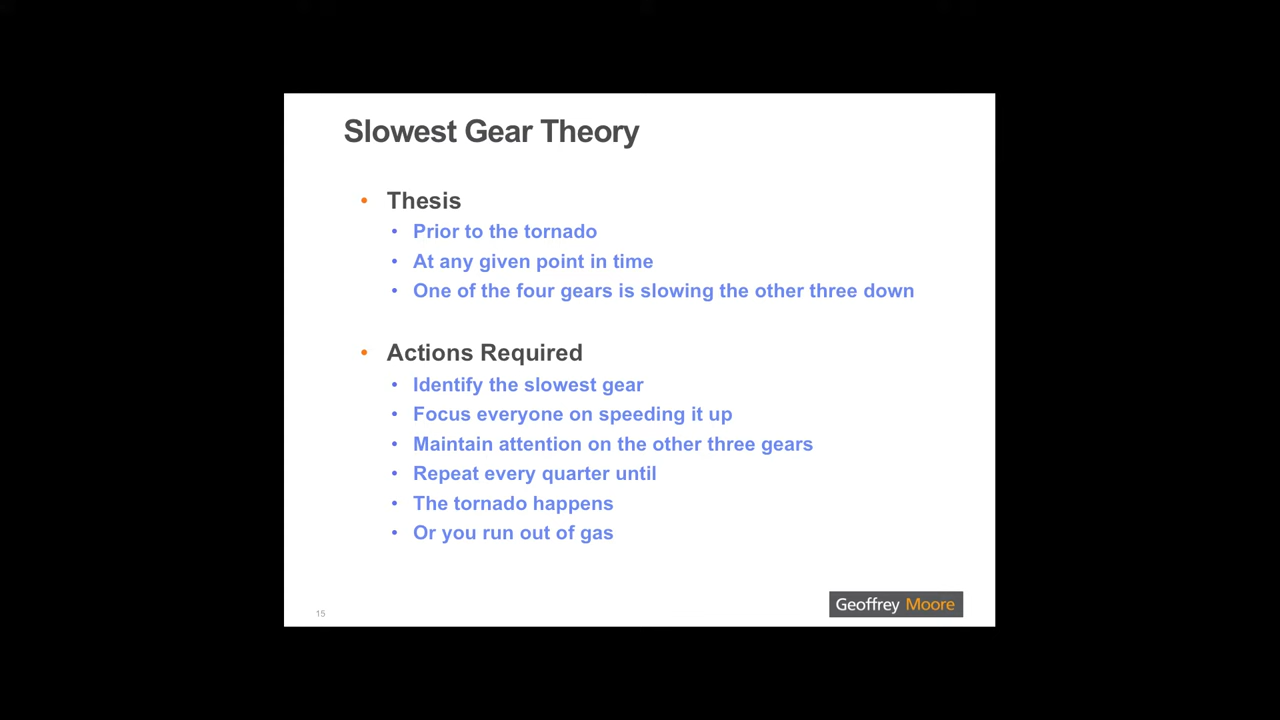 Slowest Gear Theory
• Thesis
• Prior to the tornado
• At any given point in time
• One of the four gears is slowing the other three down
• Actions Required
• Identify the slowest gear
• Focus everyone on speeding it up
• Maintain attention on the other three gears
• Repeat every quarter until
• The tornado happens
• Or you run out of gas
15
Geoffrey Moore